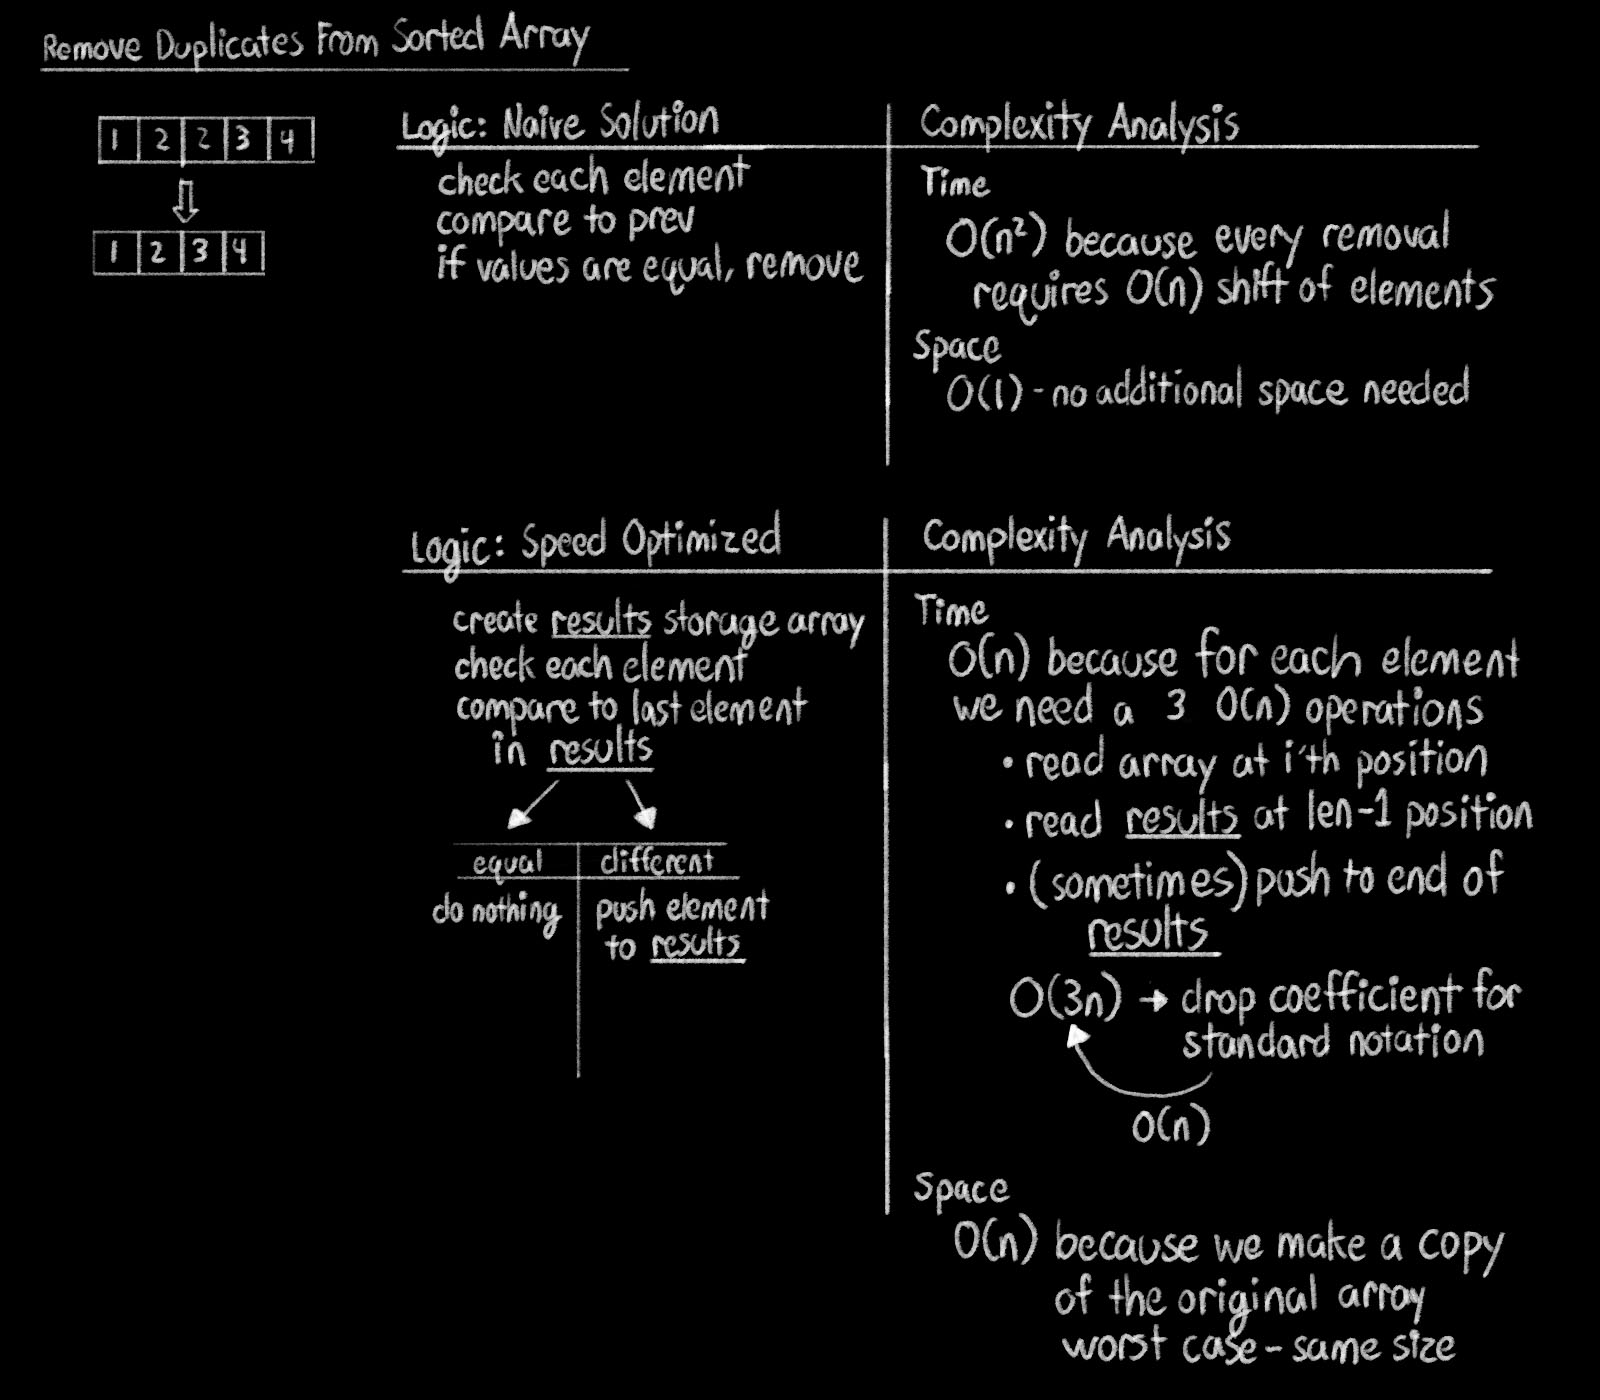 Remove Duplicates From Sorted Array
1 2 2 3 4
1 2 3 4
Logic: Naive Solution
check each element
compare to prev
if values are equal, remove
Complexity Analysis
Time
O(n²) because every removal
requires O(n) shift of elements
Space
O(1) - no additional space needed
Logic: Speed Optimized
create results storage array
check each element
compare to last element
in results
equal
different
do nothing
push element
to results
Complexity Analysis
Time
O(n) because for each element
we need a 3 O(n) operations
• read array at i'th position
• read results at len-1 position
• (sometimes) push to end of
results
O(3n) → drop coefficient for
standard notation
O(n)
Space
O(n) because we make a copy
of the original array
worst case - same size